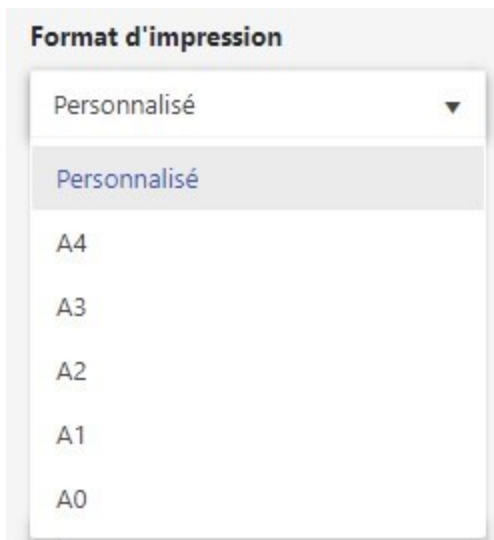 Format d'impression
Personnalisé
Personnalisé
A4
A3
A2
A1
A0